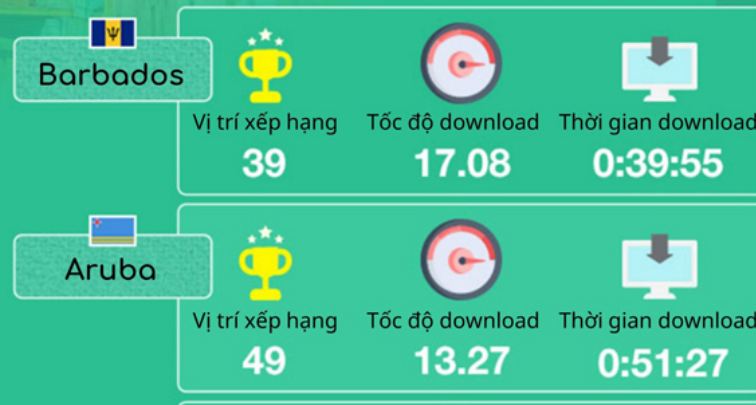 Barbados
Vị trí xếp hạng Tốc độ download Thời gian download
39 17.08 0:39:55
Aruba
Vị trí xếp hạng Tốc độ download Thời gian download
49 13.27 0:51:27